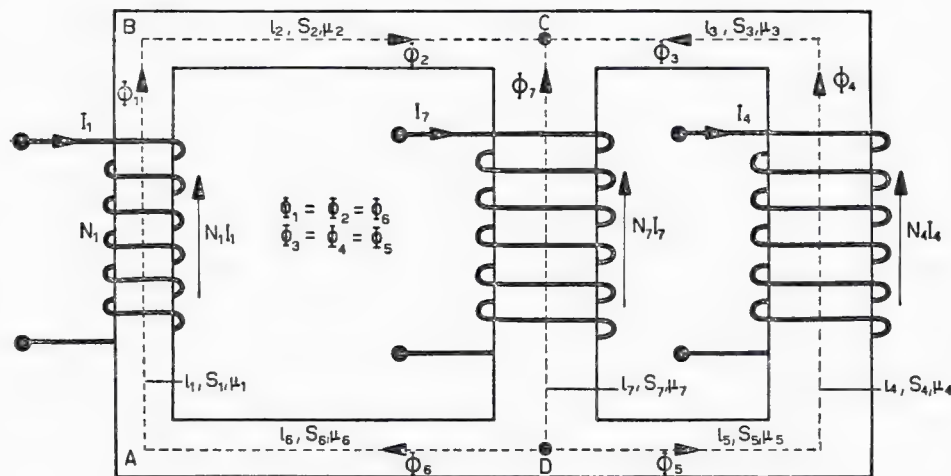 B
l₂, S₂, μ₂
C
l₃, S₃, μ₃
Φ₁
Φ₂
Φ₇
Φ₃
Φ₄
I₁
I₇
I₄
N₁
N₁I₁
Φ₁ = Φ₂ = Φ₆
Φ₃ = Φ₄ = Φ₅
N₇I₇
N₄I₄
l₁, S₁, μ₁
l₇, S₇, μ₇
l₄, S₄, μ₄
l₆, S₆, μ₆
l₅, S₅, μ₅
A
Φ₆
D
Φ₅